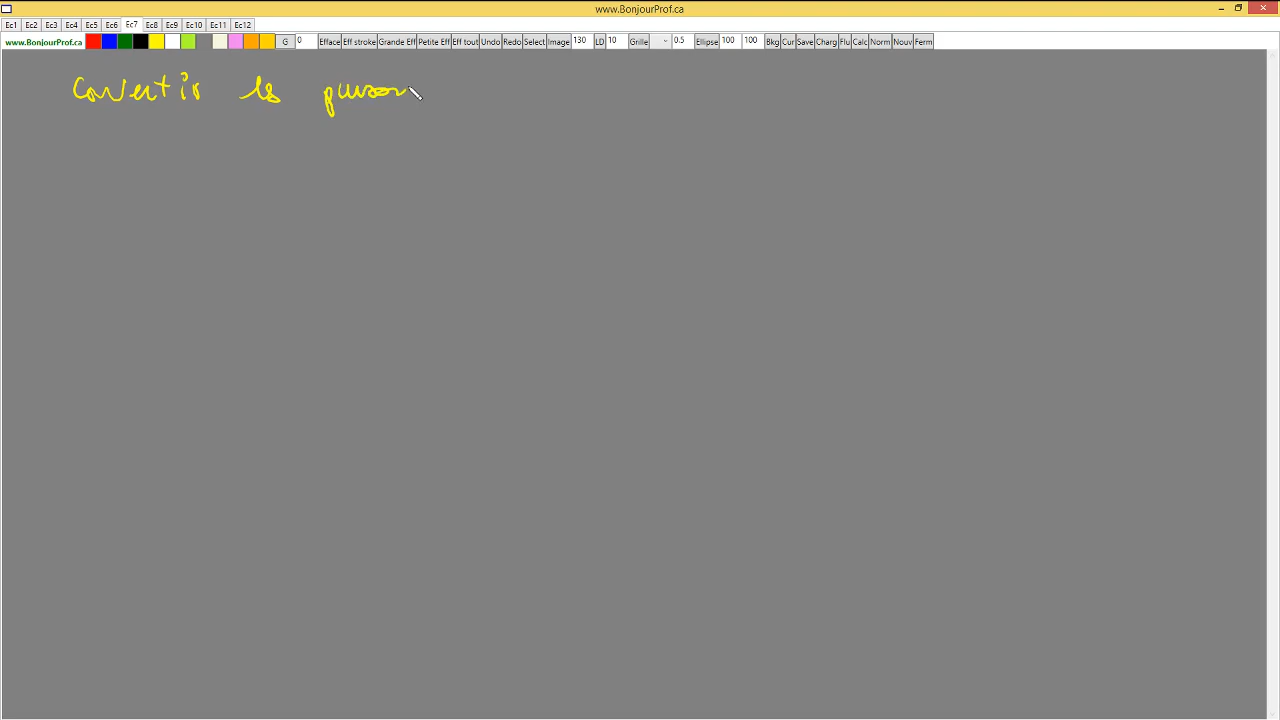 www.BonjourProf.ca
Ec1 Ec2 Ec3 Ec4 Ec5 Ec6 Ec7 Ec8 Ec9 Ec10 Ec11 Ec12
www.BonjourProf.ca G 0 Efface Eff stroke Grande Eff Petite Eff Eff tout Undo Redo Select Image 130 LD 10 Grille 0.5 Ellipse 100 100 Bkg Cur Save Charg Flu Calc Norm Nouv Ferm
Convertir les